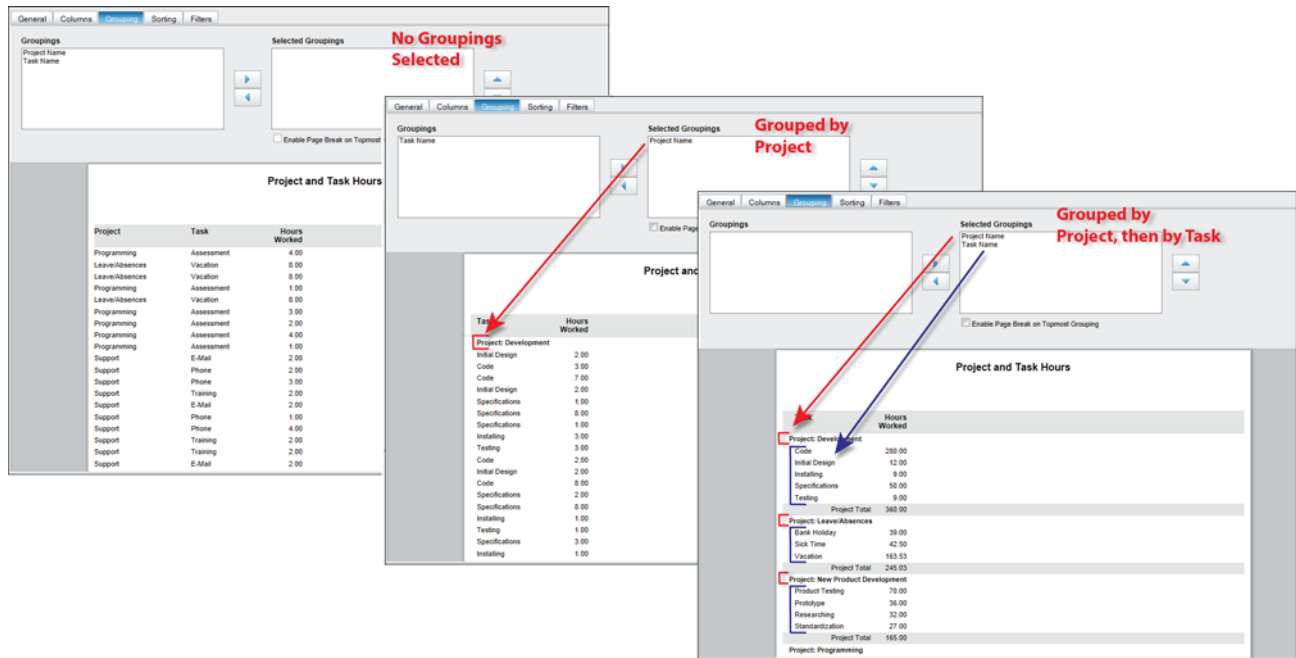 General Columns Grouping Sorting Filters
Groupings Selected Groupings
Project Name
Task Name
No Groupings
Selected
Enable Page Break on Topmost
Project and Task Hours
Project Task Hours
Worked
Programming Assessment 4.00
Leave/Absences Vacation 8.00
Leave/Absences Vacation 8.00
Programming Assessment 1.00
Leave/Absences Vacation 8.00
Programming Assessment 3.00
Programming Assessment 2.00
Programming Assessment 4.00
Programming Assessment 1.00
Support E-Mail 2.00
Support Phone 2.00
Support Phone 3.00
Support Training 2.00
Support E-Mail 2.00
Support Phone 1.00
Support Phone 4.00
Support Training 2.00
Support Training 2.00
Support E-Mail 2.00
General Columns Grouping Sorting Filters
Groupings Selected Groupings
Task Name Project Name
Grouped by
Project
Enable Page
Project and
Hours
Worked
Project: Development
Initial Design 2.00
Code 3.00
Code 7.00
Initial Design 2.00
Specifications 1.00
Specifications 8.00
Specifications 1.00
Installing 3.00
Testing 3.00
Code 2.00
Initial Design 2.00
Code 8.00
Specifications 2.00
Specifications 8.00
Installing 1.00
Testing 1.00
Specifications 3.00
Installing 1.00
General Columns Grouping Sorting Filters
Groupings Selected Groupings
Project Name
Task Name
Grouped by
Project, then by Task
Enable Page Break on Topmost Grouping
Project and Task Hours
Hours
Worked
Project: Development
Code 280.00
Initial Design 12.00
Installing 9.00
Specifications 50.00
Testing 9.00
Project Total 360.00
Project: Leave/Absences
Bank Holiday 39.00
Sick Time 42.50
Vacation 163.53
Project Total 245.03
Project: New Product Development
Product Testing 70.00
Prototype 36.00
Researching 32.00
Standardization 27.00
Project Total 165.00
Project: Programming